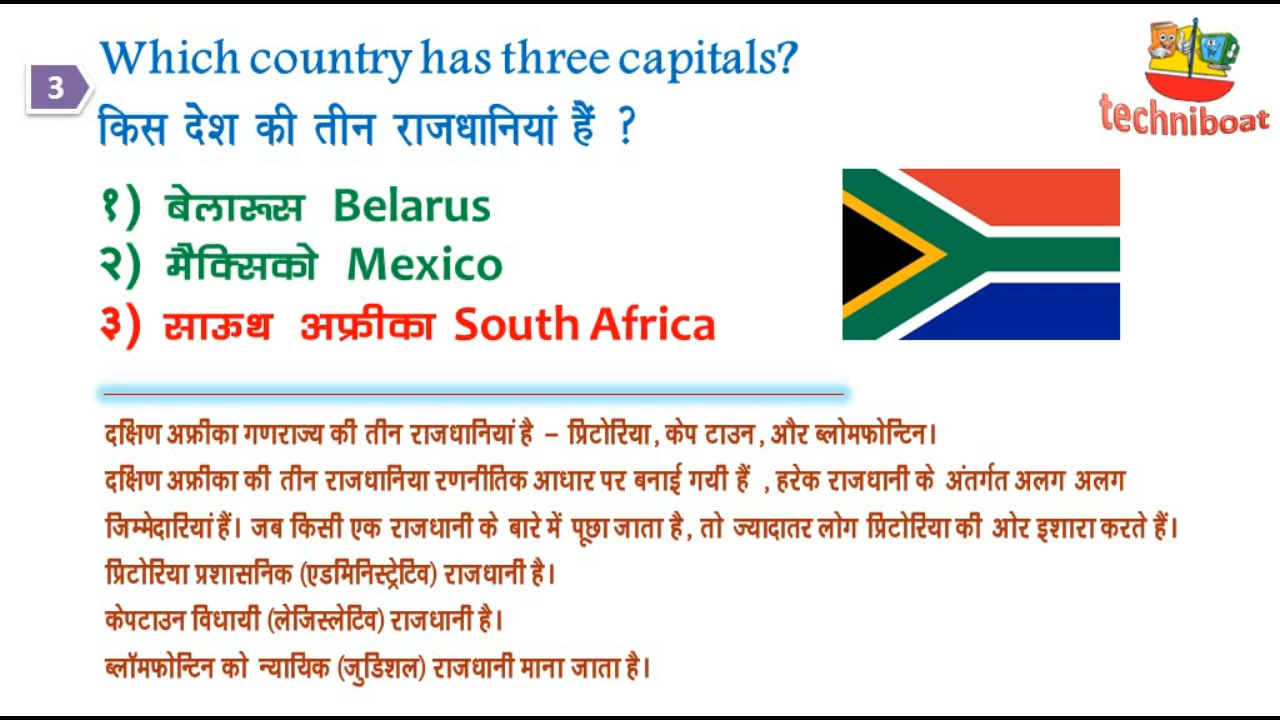 3
Which country has three capitals?
किस देश की तीन राजधानियां हैं ?
techniboat
१) बेलारूस Belarus
२) मैक्सिको Mexico
३) साऊथ अफ्रीका South Africa
दक्षिण अफ्रीका गणराज्य की तीन राजधानियां है – प्रिटोरिया , केप टाउन , और ब्लोमफोन्टिन।
दक्षिण अफ्रीका की तीन राजधानिया रणनीतिक आधार पर बनाई गयी हैं , हरेक राजधानी के अंतर्गत अलग अलग
जिम्मेदारियां हैं। जब किसी एक राजधानी के बारे में पूछा जाता है , तो ज्यादातर लोग प्रिटोरिया की ओर इशारा करते हैं।
प्रिटोरिया प्रशासनिक (एडमिनिस्ट्रेटिव) राजधानी है।
केपटाउन विधायी (लेजिस्लेटिव) राजधानी है।
ब्लॉमफोन्टिन को न्यायिक (जुडिशल) राजधानी माना जाता है।